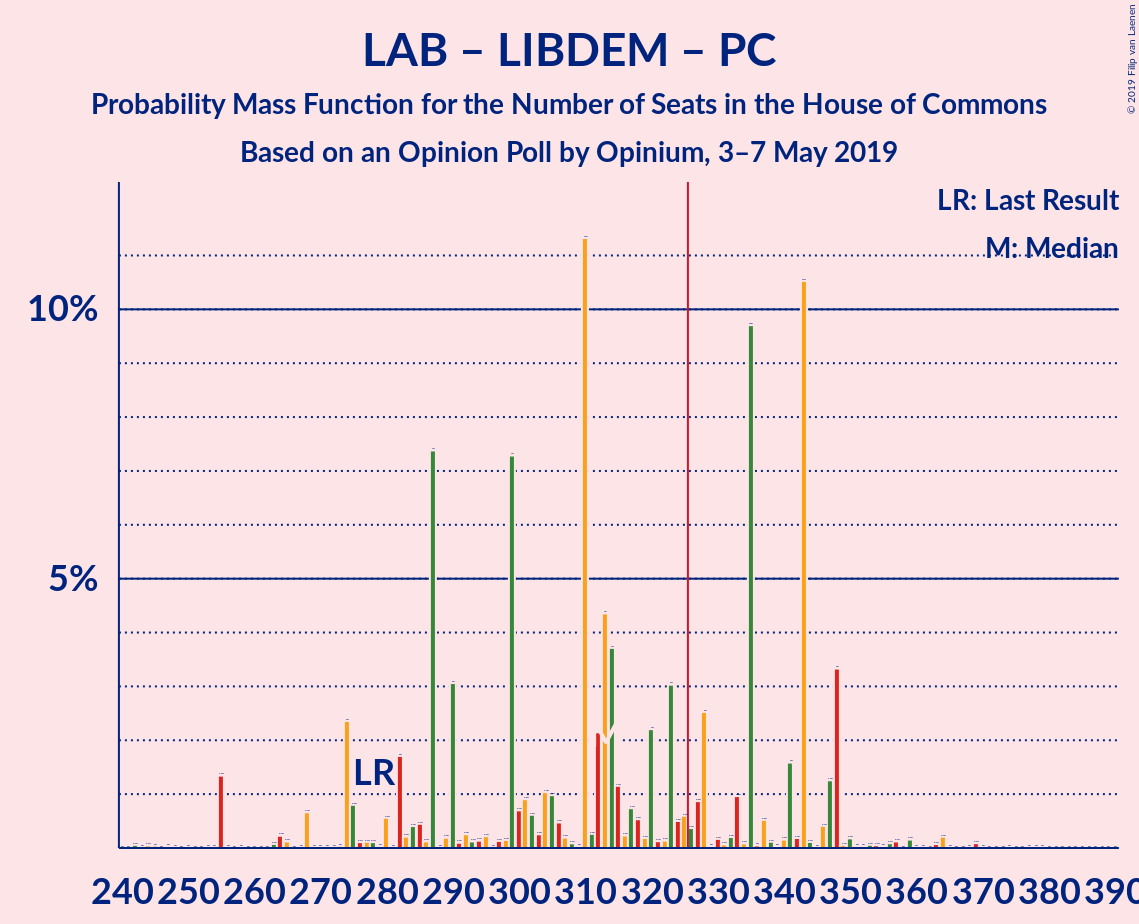 LAB – LIBDEM – PC
Probability Mass Function for the Number of Seats in the House of Commons
Based on an Opinion Poll by Opinium, 3–7 May 2019
© 2019 Filip van Laenen
LR: Last Result
M: Median
10%
5%
LR
M
240 250 260 270 280 290 300 310 320 330 340 350 360 370 380 390